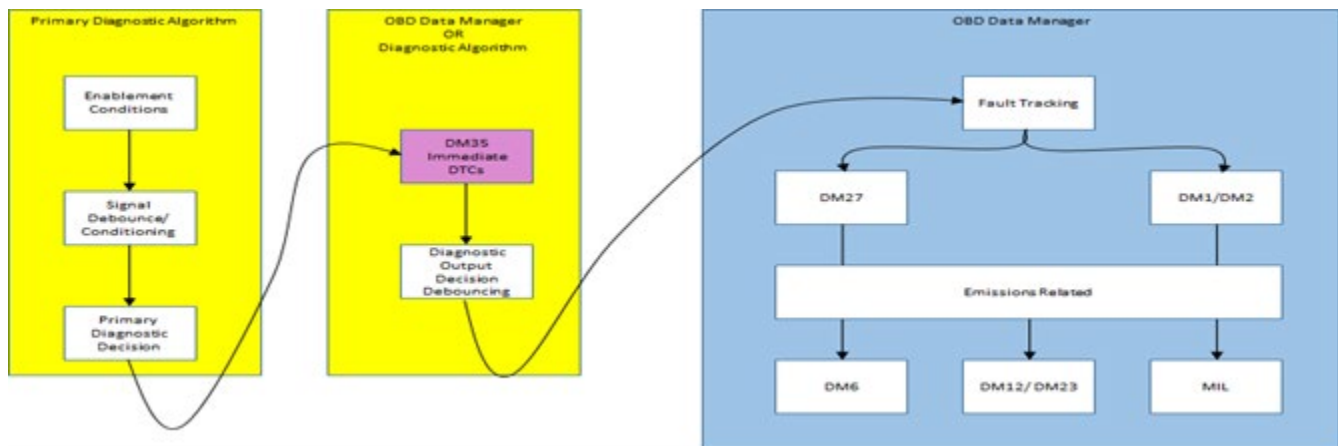 Primary Diagnostic Algorithm
Enablement
Conditions
Signal
Debounce/
Conditioning
Primary
Diagnostic
Decision
OBD Data Manager
OR
Diagnostic Algorithm
DM35
Immediate
DTCs
Diagnostic
Output
Decision
Debouncing
OBD Data Manager
Fault Tracking
DM27
DM1/DM2
Emissions Related
DM6
DM12/ DM23
MIL